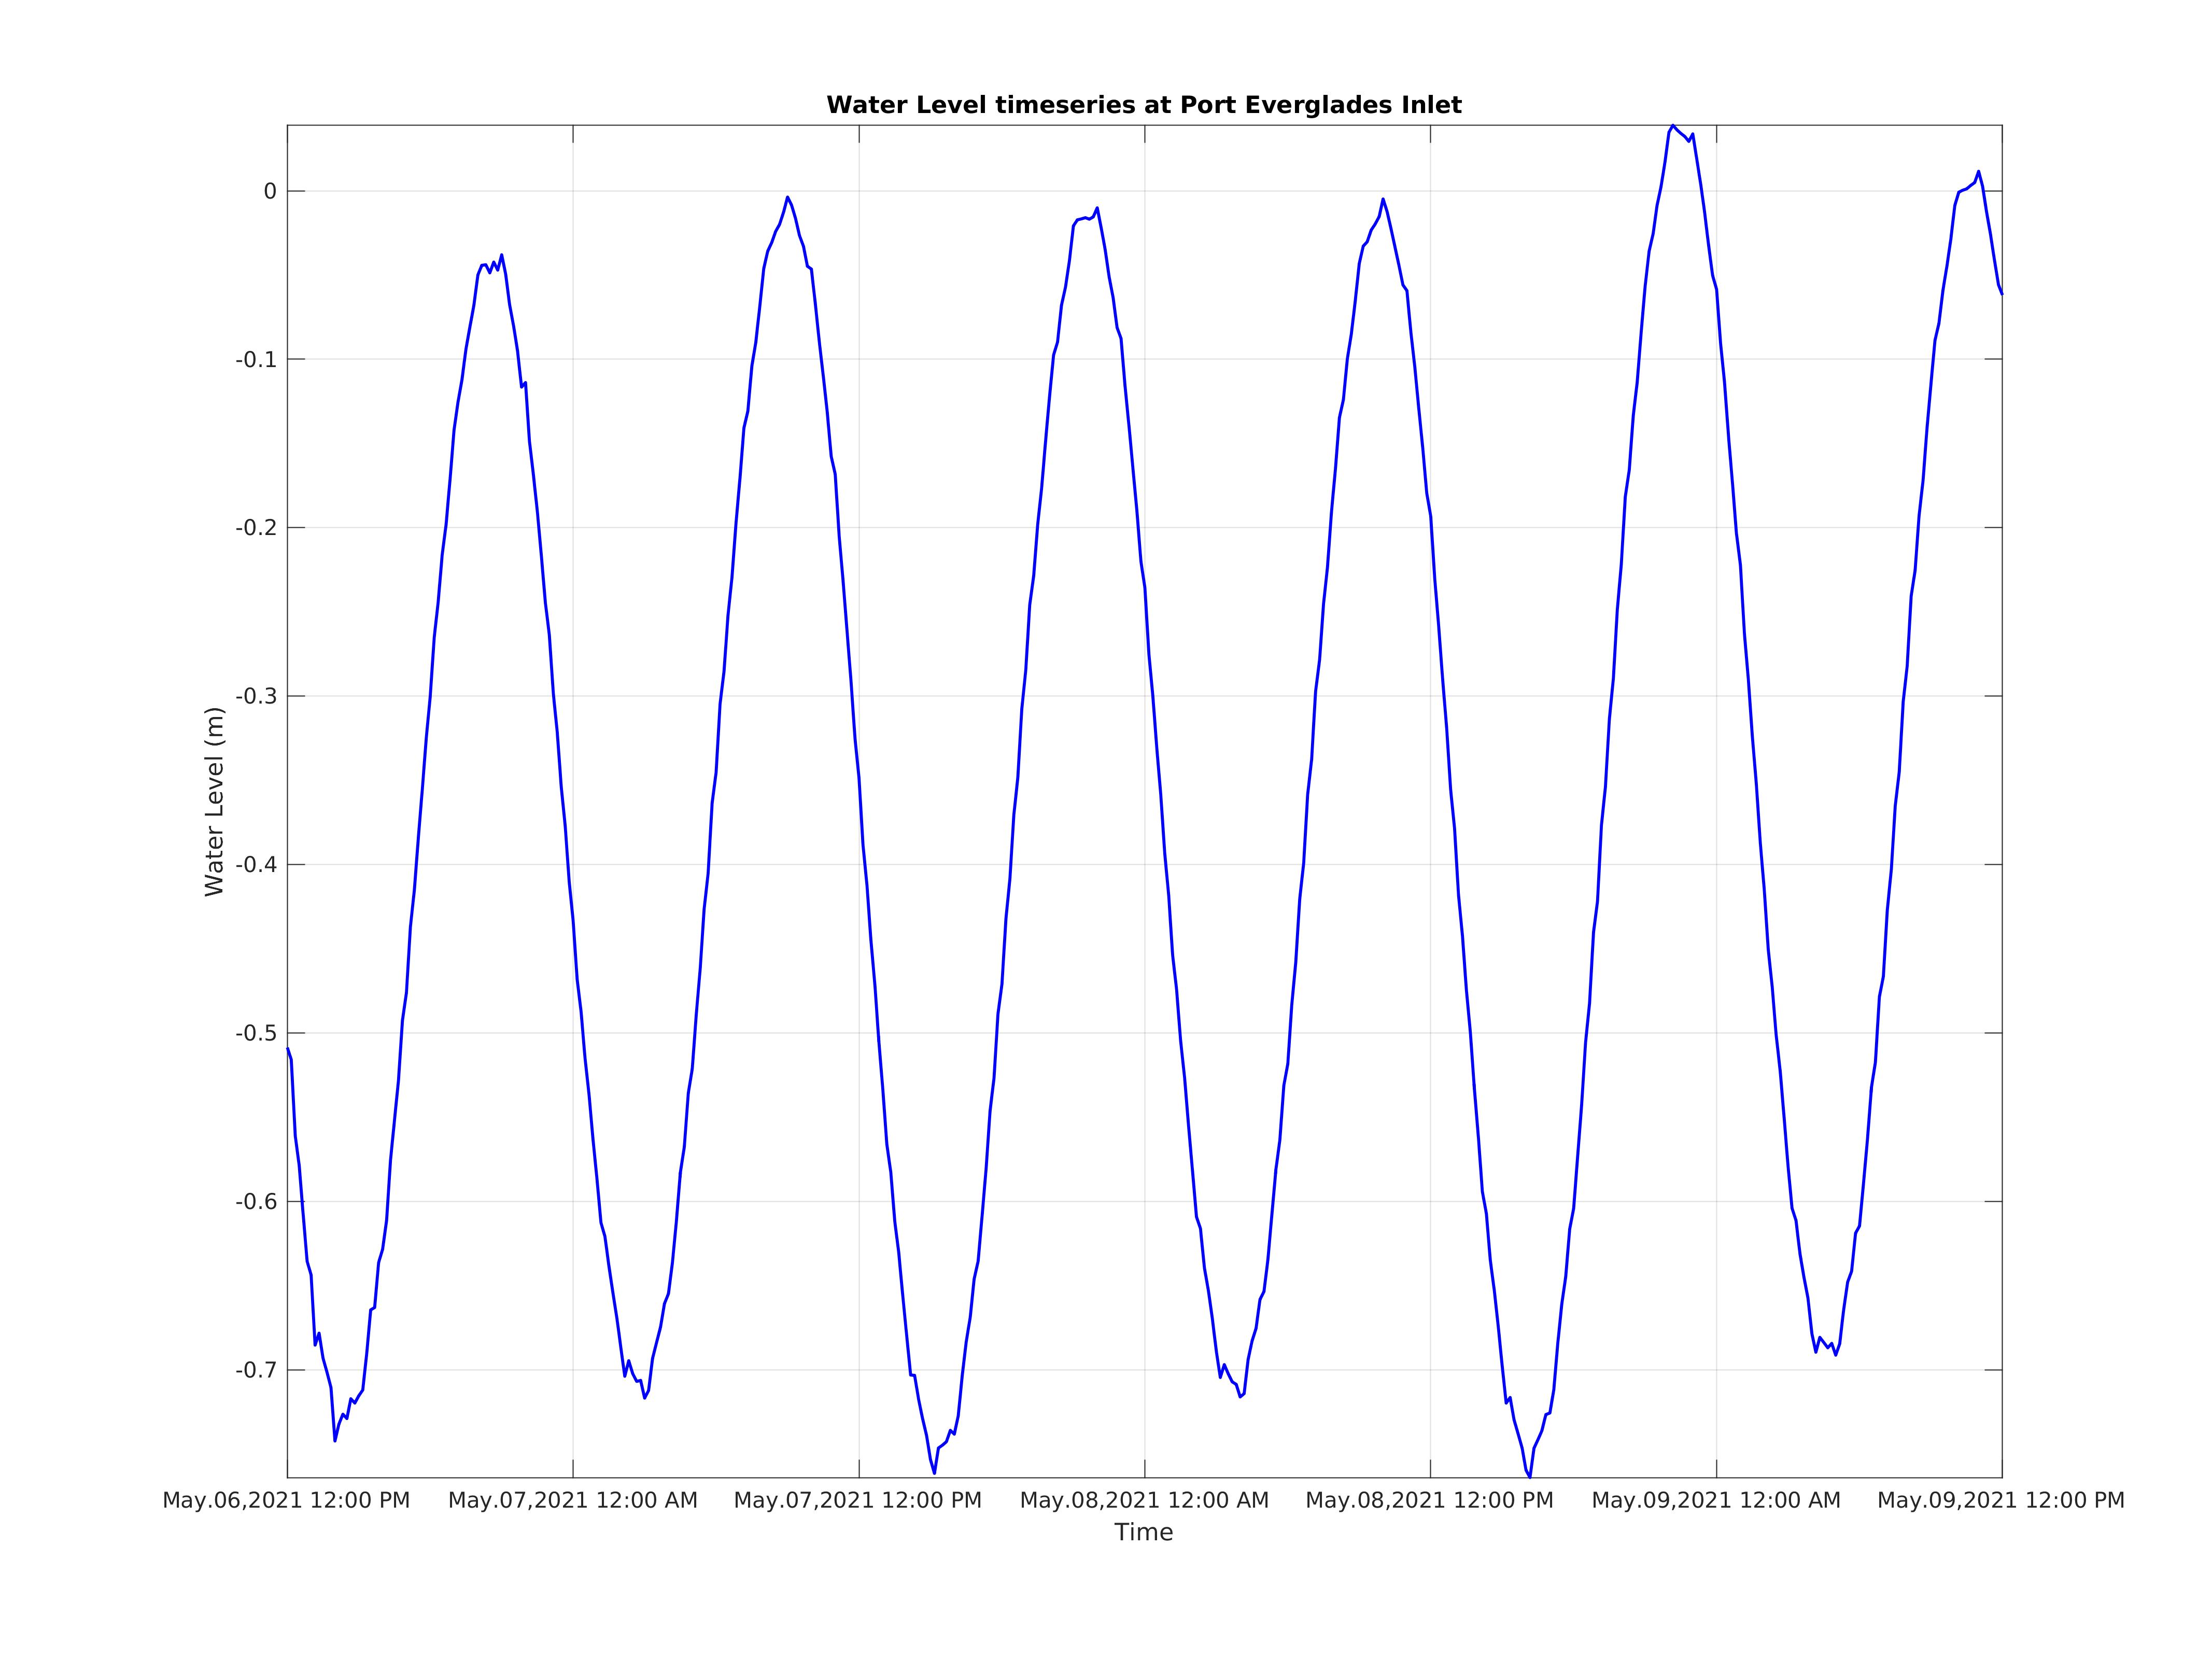 Water Level timeseries at Port Everglades Inlet
0
-0.1
-0.2
-0.3
-0.4
-0.5
-0.6
-0.7
Water Level (m)
May.06,2021 12:00 PM May.07,2021 12:00 AM May.07,2021 12:00 PM May.08,2021 12:00 AM May.08,2021 12:00 PM May.09,2021 12:00 AM May.09,2021 12:00 PM
Time